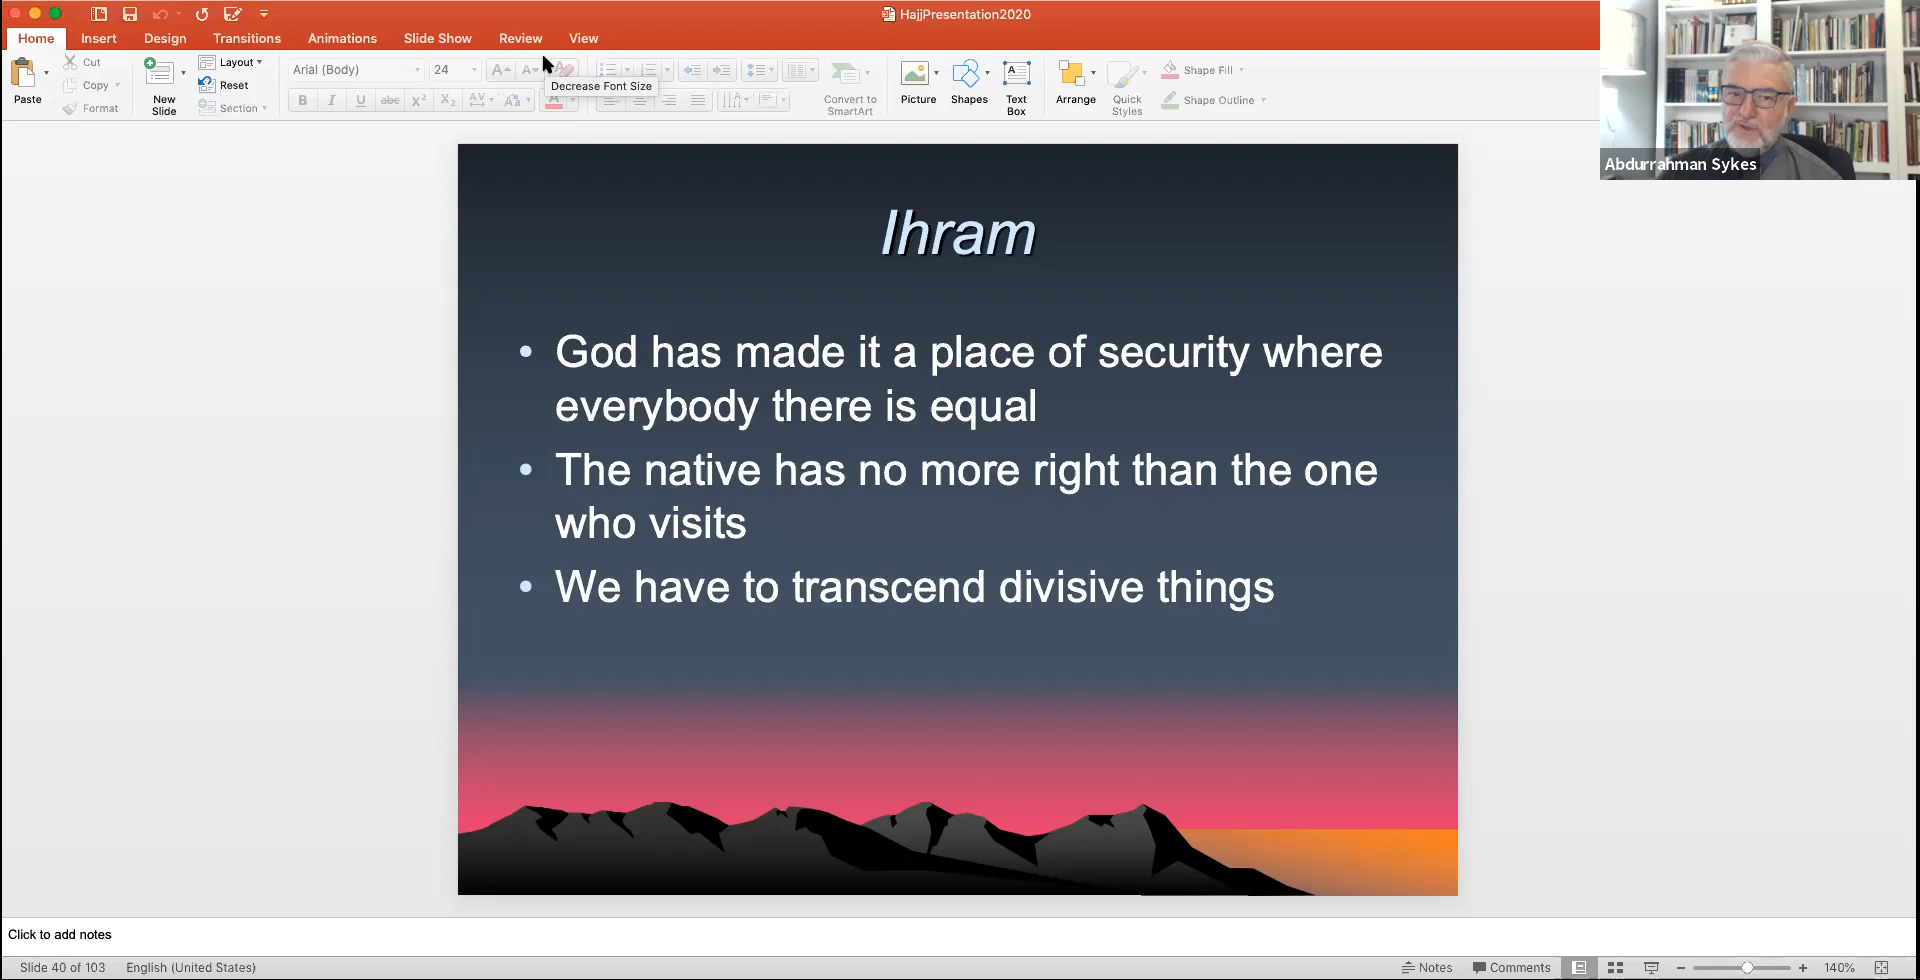 HajjPresentation2020
Home Insert Design Transitions Animations Slide Show Review View
Paste
Cut
Copy
Format
New
Slide
Layout
Reset
Section
Arial (Body) 24
Decrease Font Size
Convert to
SmartArt
Picture
Shapes
Text
Box
Arrange
Quick
Styles
Shape Fill
Shape Outline
Abdurrahman Sykes
Ihram
• God has made it a place of security where
everybody there is equal
• The native has no more right than the one
who visits
• We have to transcend divisive things
Click to add notes
Slide 40 of 103 English (United States) Notes Comments 140%